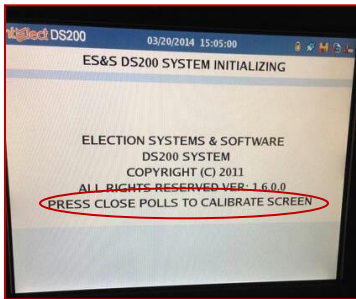 DS200 03/20/2014 15:05:00
ES&S DS200 SYSTEM INITIALIZING
ELECTION SYSTEMS & SOFTWARE
DS200 SYSTEM
COPYRIGHT (C) 2011
ALL RIGHTS RESERVED VER: 1.6.0.0
PRESS CLOSE POLLS TO CALIBRATE SCREEN